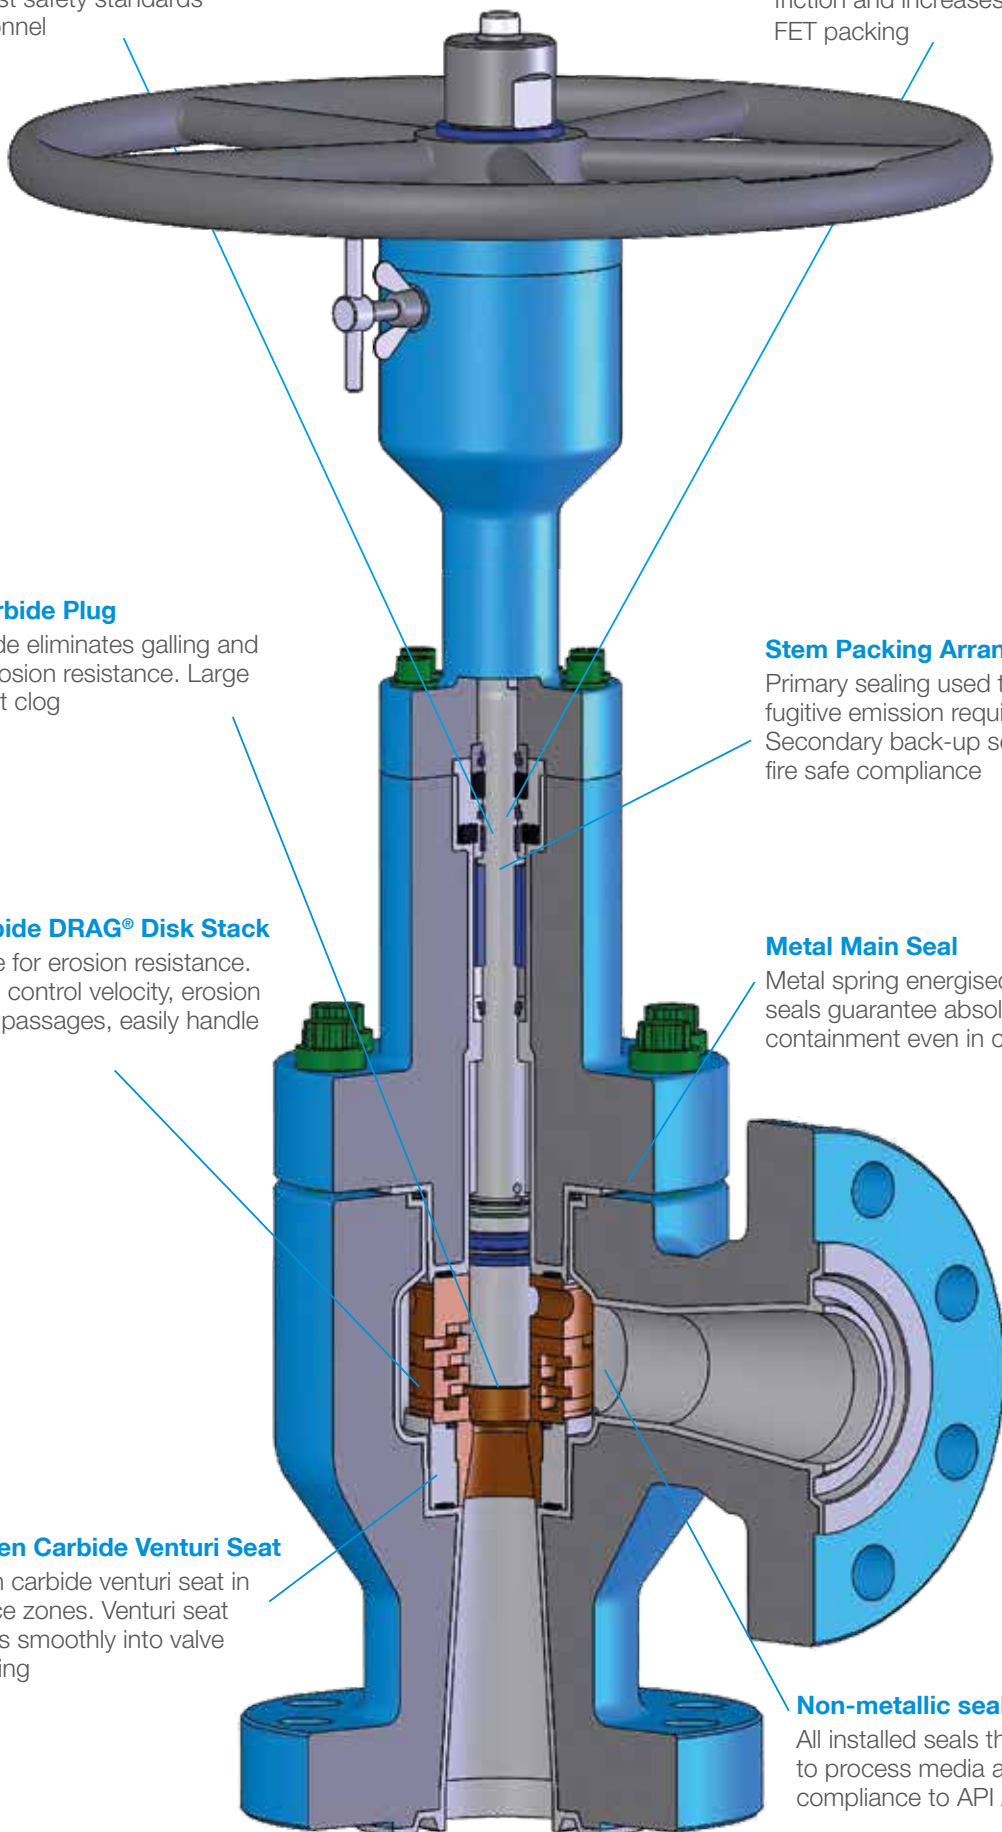 st safety standards
onnel
friction and increases
FET packing
rbide Plug
de eliminates galling and
rosion resistance. Large
t clog
Stem Packing Arran
Primary sealing used t
fugitive emission requi
Secondary back-up se
fire safe compliance
bide DRAG® Disk Stack
e for erosion resistance.
control velocity, erosion
passages, easily handle
Metal Main Seal
Metal spring energised
seals guarantee absol
containment even in c
en Carbide Venturi Seat
n carbide venturi seat in
ce zones. Venturi seat
s smoothly into valve
ing
Non-metallic seal
All installed seals th
to process media a
compliance to API